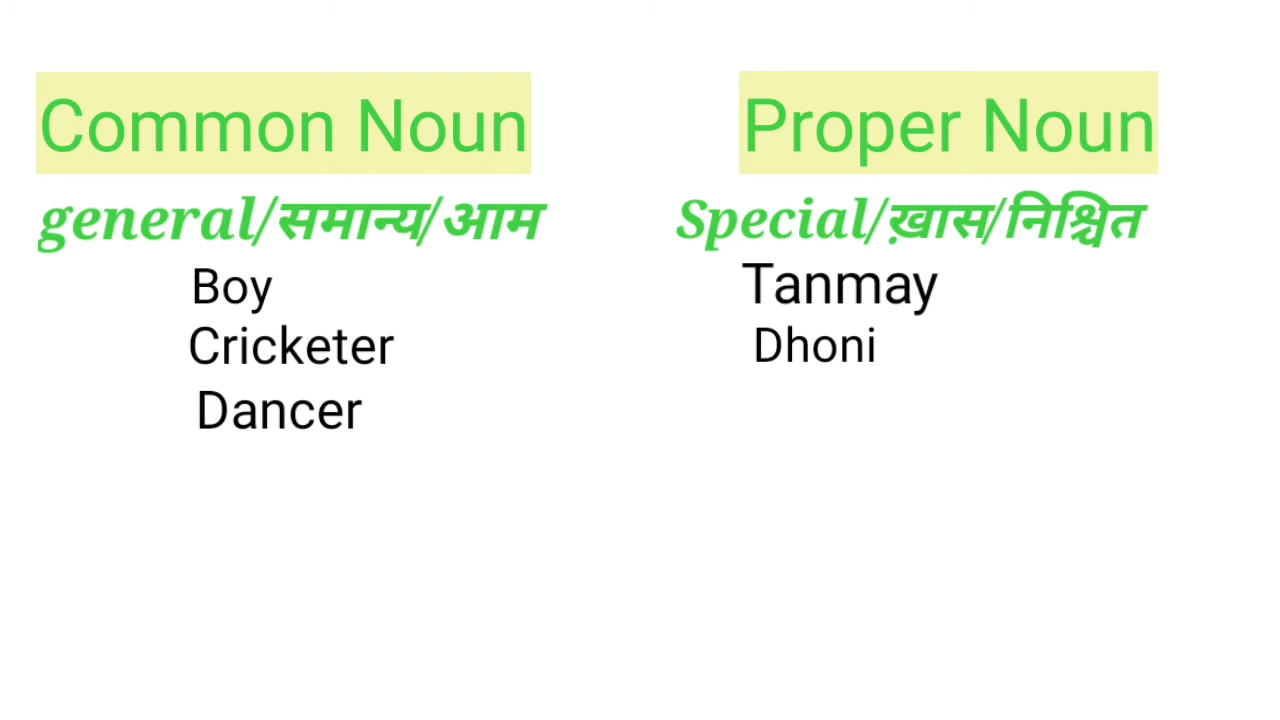 Common Noun
general/समान्य/आम
Boy
Cricketer
Dancer
Proper Noun
Special/ख़ास/निश्चित
Tanmay
Dhoni